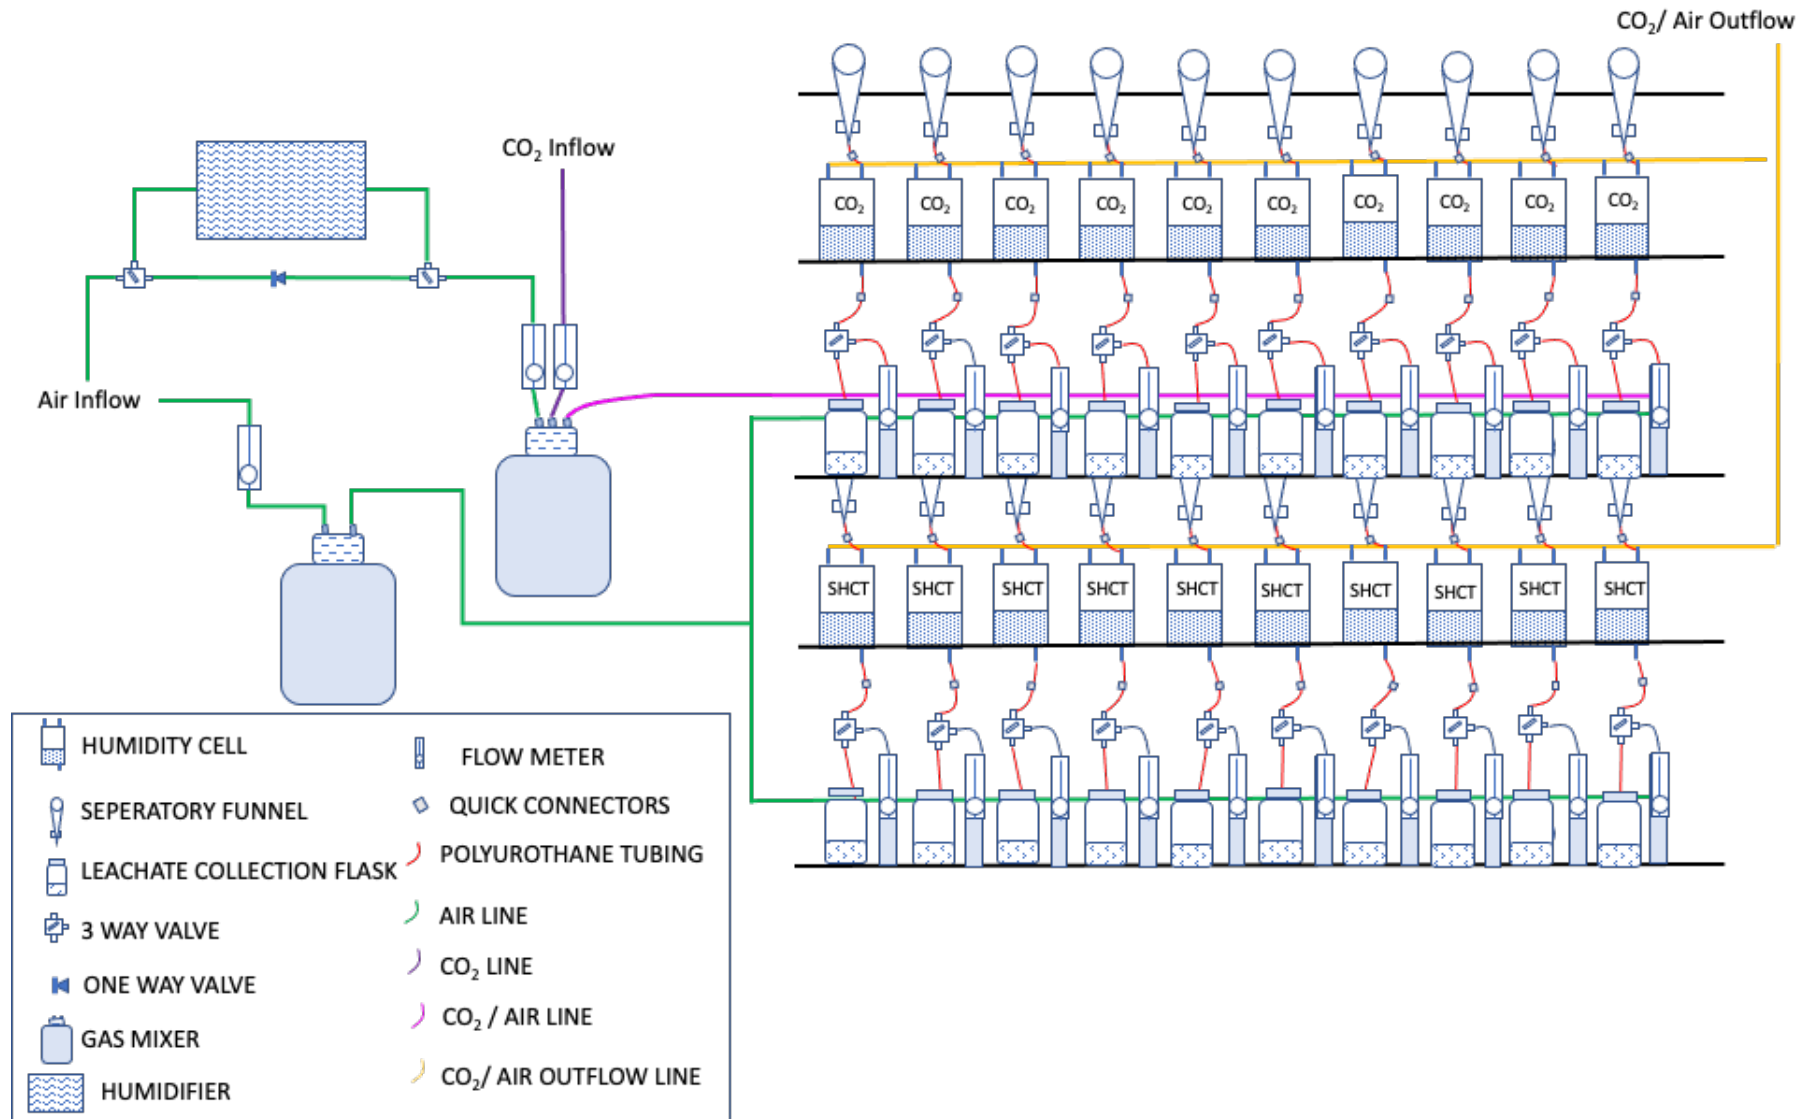 CO₂/ Air Outflow
CO₂ Inflow
Air Inflow
CO₂ CO₂ CO₂ CO₂ CO₂ CO₂ CO₂ CO₂ CO₂ CO₂
SHCT SHCT SHCT SHCT SHCT SHCT SHCT SHCT SHCT SHCT
HUMIDITY CELL
SEPERATORY FUNNEL
LEACHATE COLLECTION FLASK
3 WAY VALVE
ONE WAY VALVE
GAS MIXER
HUMIDIFIER
FLOW METER
QUICK CONNECTORS
POLYUROTHANE TUBING
AIR LINE
CO₂ LINE
CO₂ / AIR LINE
CO₂/ AIR OUTFLOW LINE